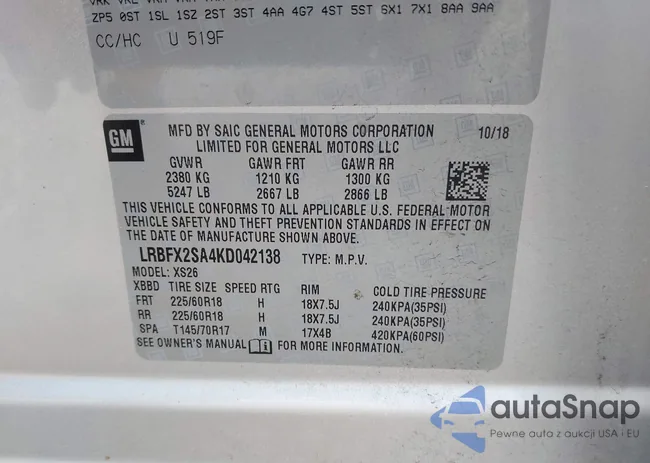 ZP5 0ST 1SL 1SZ 2ST 3ST 4AA 4G7 4ST 5ST 6X1 7X1 8AA 9AA
CC/HC U 519F
GM
MFD BY SAIC GENERAL MOTORS CORPORATION 10/18
LIMITED FOR GENERAL MOTORS LLC
GVWR GAWR FRT GAWR RR
2380 KG 1210 KG 1300 KG
5247 LB 2667 LB 2866 LB
THIS VEHICLE CONFORMS TO ALL APPLICABLE U.S. FEDERAL MOTOR
VEHICLE SAFETY AND THEFT PREVENTION STANDARDS IN EFFECT ON
THE DATE OF MANUFACTURE SHOWN ABOVE.
LRBFX2SA4KD042138 TYPE: M.P.V.
MODEL: XS26
XBBD TIRE SIZE SPEED RTG RIM COLD TIRE PRESSURE
FRT 225/60R18 H 18X7.5J 240KPA(35PSI)
RR 225/60R18 H 18X7.5J 240KPA(35PSI)
SPA T145/70R17 M 17X4B 420KPA(60PSI)
SEE OWNER'S MANUAL FOR MORE INFORMATION.
autaSnap
Pewne auta z aukcji USA i EU